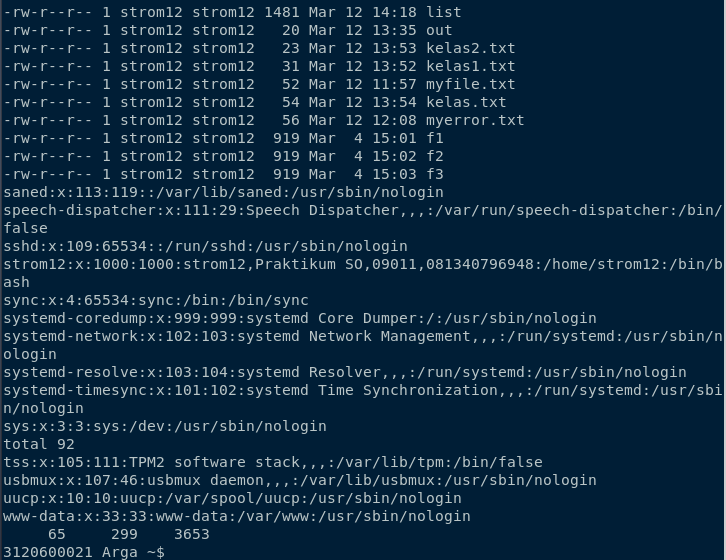 -rw-r--r-- 1 strom12 strom12 1481 Mar 12 14:18 list
-rw-r--r-- 1 strom12 strom12   20 Mar 12 13:35 out
-rw-r--r-- 1 strom12 strom12   23 Mar 12 13:53 kelas2.txt
-rw-r--r-- 1 strom12 strom12   31 Mar 12 13:52 kelas1.txt
-rw-r--r-- 1 strom12 strom12   52 Mar 12 11:57 myfile.txt
-rw-r--r-- 1 strom12 strom12   54 Mar 12 13:54 kelas.txt
-rw-r--r-- 1 strom12 strom12   56 Mar 12 12:08 myerror.txt
-rw-r--r-- 1 strom12 strom12  919 Mar  4 15:01 f1
-rw-r--r-- 1 strom12 strom12  919 Mar  4 15:02 f2
-rw-r--r-- 1 strom12 strom12  919 Mar  4 15:03 f3
saned:x:113:119::/var/lib/saned:/usr/sbin/nologin
speech-dispatcher:x:111:29:Speech Dispatcher,,,:/var/run/speech-dispatcher:/bin/
false
sshd:x:109:65534::/run/sshd:/usr/sbin/nologin
strom12:x:1000:1000:strom12,Praktikum SO,09011,081340796948:/home/strom12:/bin/b
ash
sync:x:4:65534:sync:/bin:/bin/sync
systemd-coredump:x:999:999:systemd Core Dumper:/:/usr/sbin/nologin
systemd-network:x:102:103:systemd Network Management,,,:/run/systemd:/usr/sbin/n
ologin
systemd-resolve:x:103:104:systemd Resolver,,,:/run/systemd:/usr/sbin/nologin
systemd-timesync:x:101:102:systemd Time Synchronization,,,:/run/systemd:/usr/sbi
n/nologin
sys:x:3:3:sys:/dev:/usr/sbin/nologin
total 92
tss:x:105:111:TPM2 software stack,,,:/var/lib/tpm:/bin/false
usbmux:x:107:46:usbmux daemon,,,:/var/lib/usbmux:/usr/sbin/nologin
uucp:x:10:10:uucp:/var/spool/uucp:/usr/sbin/nologin
www-data:x:33:33:www-data:/var/www:/usr/sbin/nologin
     65     299    3653
3120600021 Arga ~$